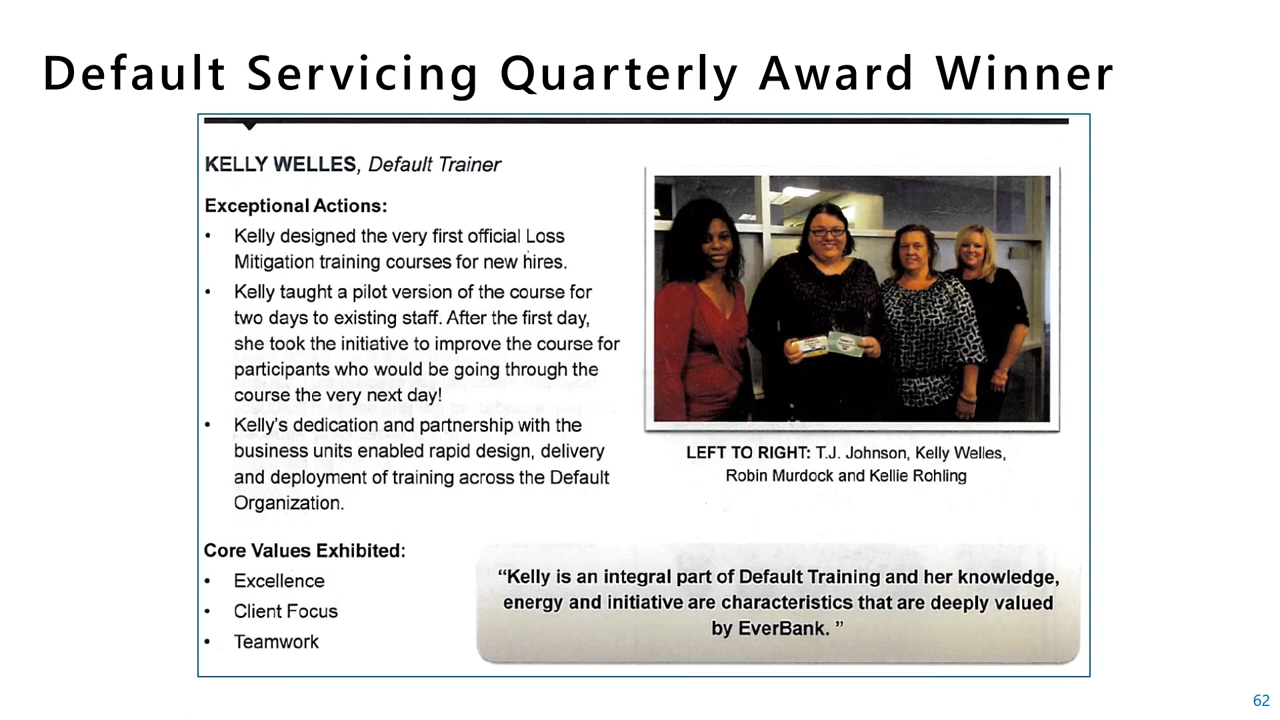 Default Servicing Quarterly Award Winner
KELLY WELLES, Default Trainer
Exceptional Actions:
• Kelly designed the very first official Loss
Mitigation training courses for new hires.
• Kelly taught a pilot version of the course for
two days to existing staff. After the first day,
she took the initiative to improve the course for
participants who would be going through the
course the very next day!
• Kelly's dedication and partnership with the
business units enabled rapid design, delivery
and deployment of training across the Default
Organization.
LEFT TO RIGHT: T.J. Johnson, Kelly Welles,
Robin Murdock and Kellie Rohling
Core Values Exhibited:
• Excellence
• Client Focus
• Teamwork
“Kelly is an integral part of Default Training and her knowledge,
energy and initiative are characteristics that are deeply valued
by EverBank. ”
62